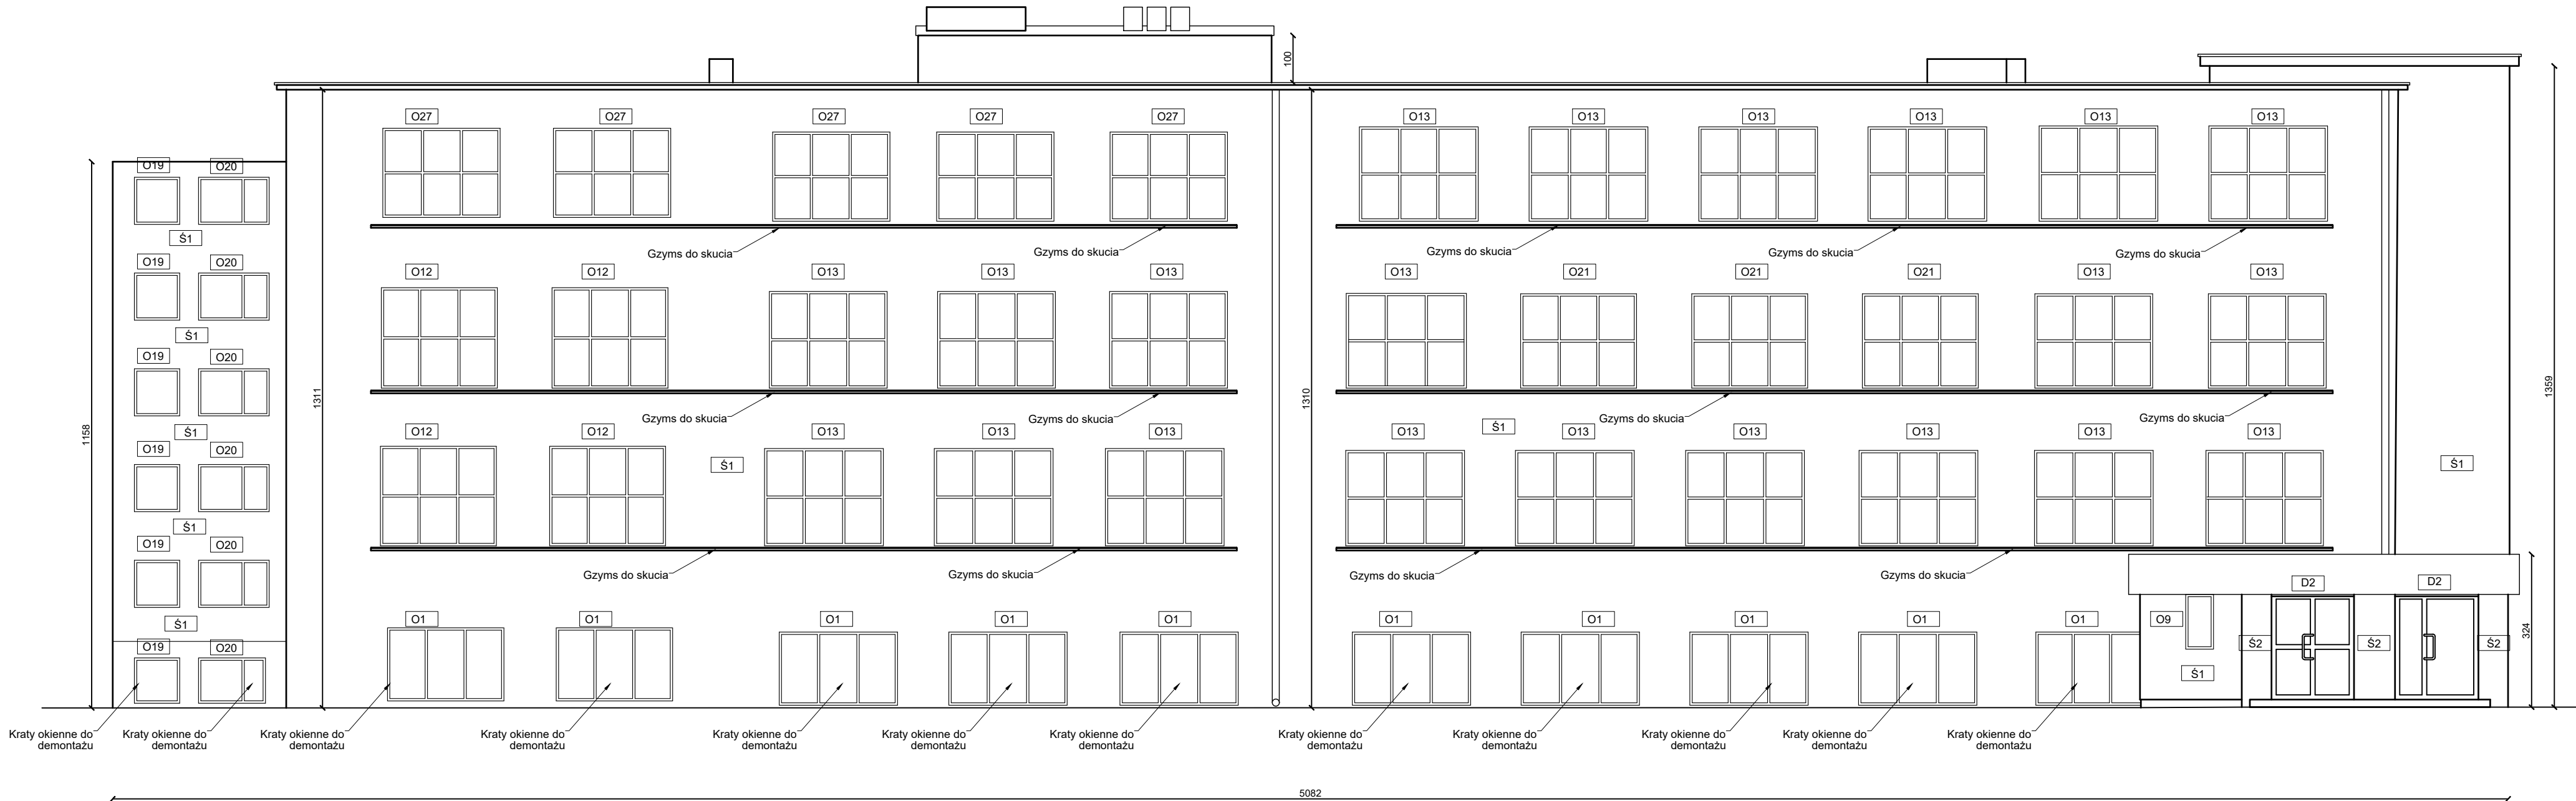 100
O27 O27 O27 O27 O27 O13 O13 O13 O13 O13 O13
O19 O20
Ś1
Gzyms do skucia Gzyms do skucia Gzyms do skucia Gzyms do skucia Gzyms do skucia
O19 O20
O12 O12 O13 O13 O13 O13 O21 O21 O21 O13 O13
Ś1
O19 O20
1158
1311
1310
1359
Gzyms do skucia Gzyms do skucia Gzyms do skucia Gzyms do skucia
Ś1
O12 O12 O13 O13 O13 O13 Ś1 O13 O13 O13 O13 O13
O19 O20
Ś1 Ś1
Ś1
O19 O20
Gzyms do skucia Gzyms do skucia Gzyms do skucia Gzyms do skucia
D2 D2
Ś1
O1 O1 O1 O1 O1 O1 O1 O1 O1 O1 O9
324
O19 O20
Ś2 Ś2 Ś2
Ś1
Kraty okienne do
demontażu
Kraty okienne do
demontażu
Kraty okienne do
demontażu
Kraty okienne do
demontażu
Kraty okienne do
demontażu
Kraty okienne do
demontażu
Kraty okienne do
demontażu
Kraty okienne do
demontażu
Kraty okienne do
demontażu
Kraty okienne do
demontażu
Kraty okienne do
demontażu
Kraty okienne do
demontażu
5082